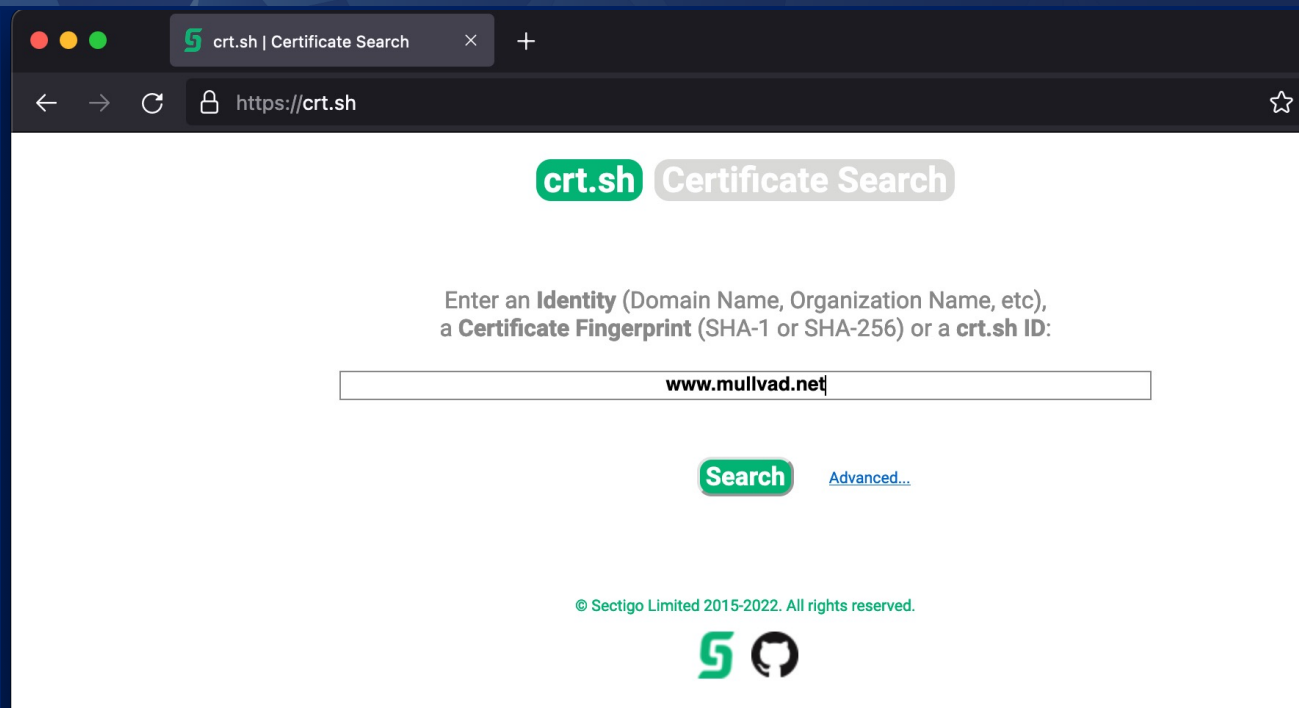 crt.sh | Certificate Search
https://crt.sh
crt.sh Certificate Search
Enter an Identity (Domain Name, Organization Name, etc),
a Certificate Fingerprint (SHA-1 or SHA-256) or a crt.sh ID:
www.mullvad.net
Search Advanced...
© Sectigo Limited 2015-2022. All rights reserved.